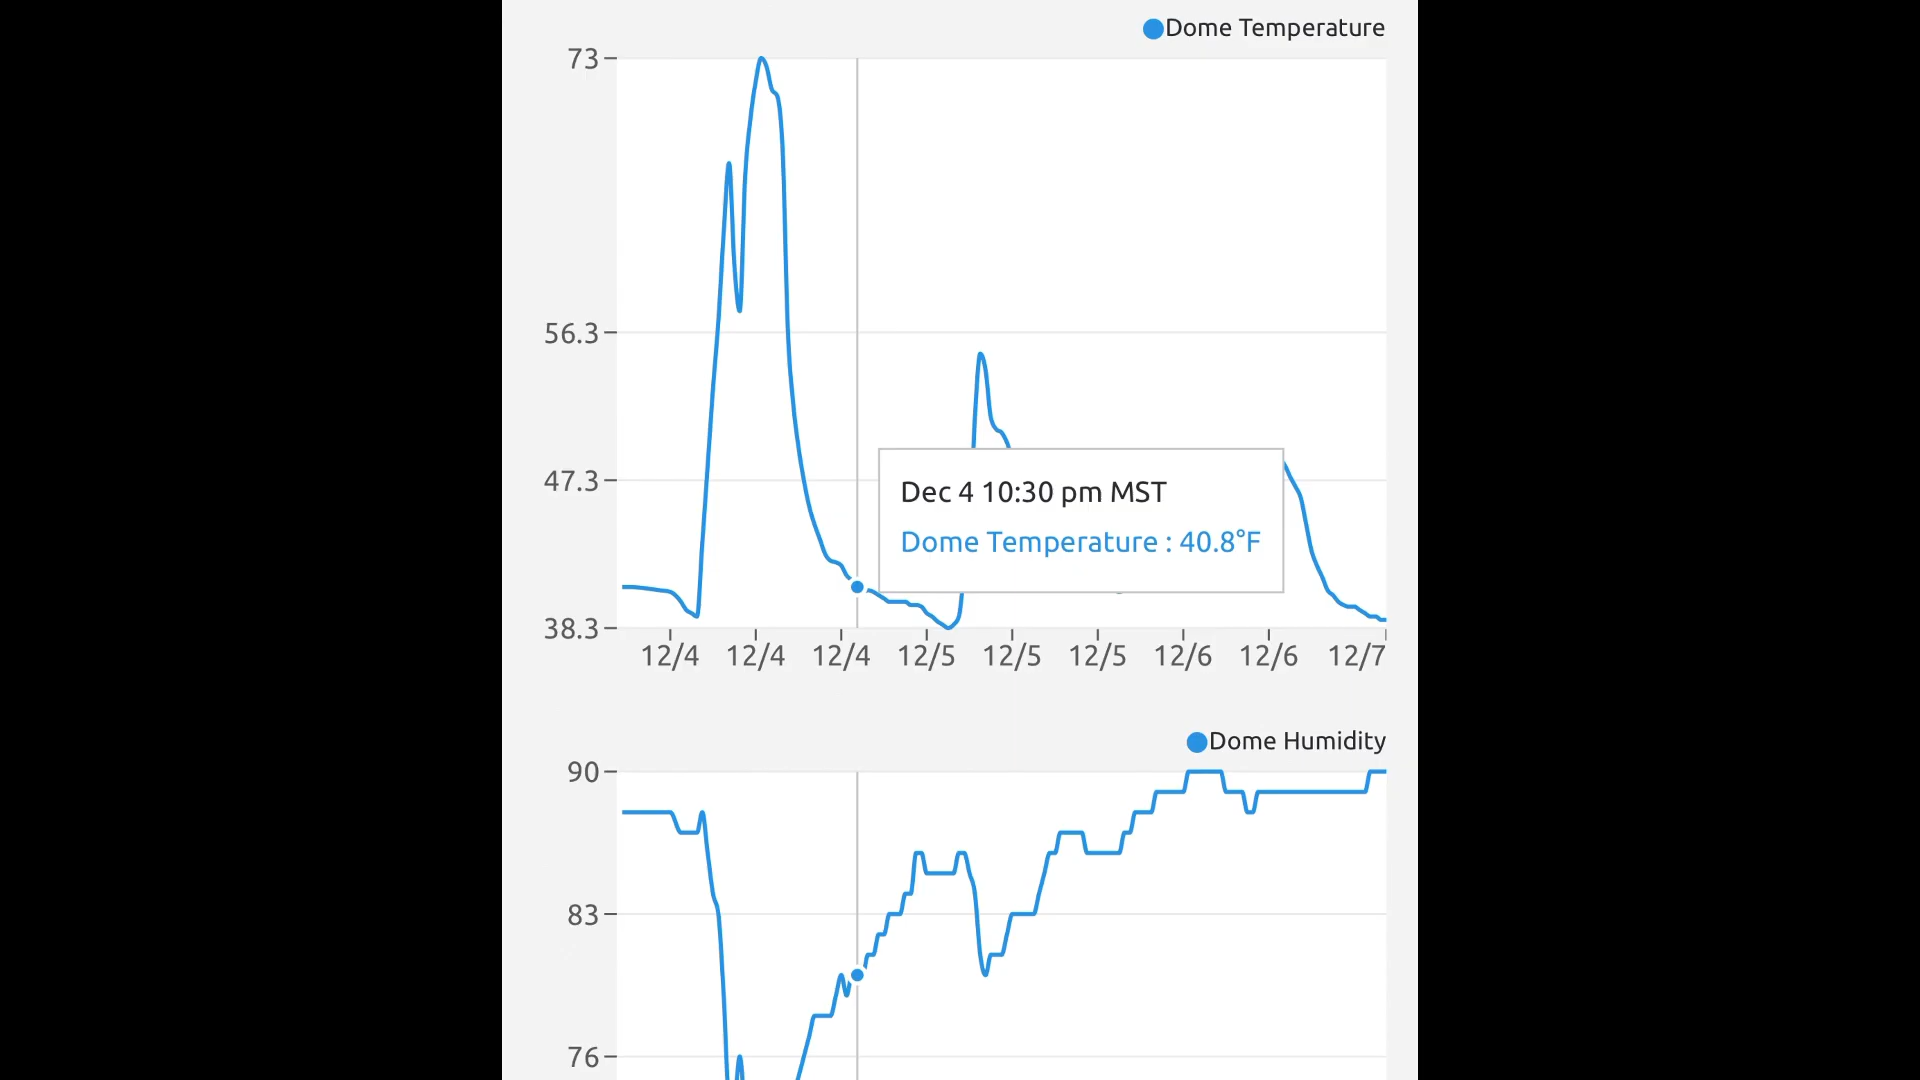 Dome Temperature
73
56.3
47.3
38.3
Dec 4 10:30 pm MST
Dome Temperature : 40.8°F
12/4 12/4 12/4 12/5 12/5 12/5 12/6 12/6 12/7
Dome Humidity
90
83
76